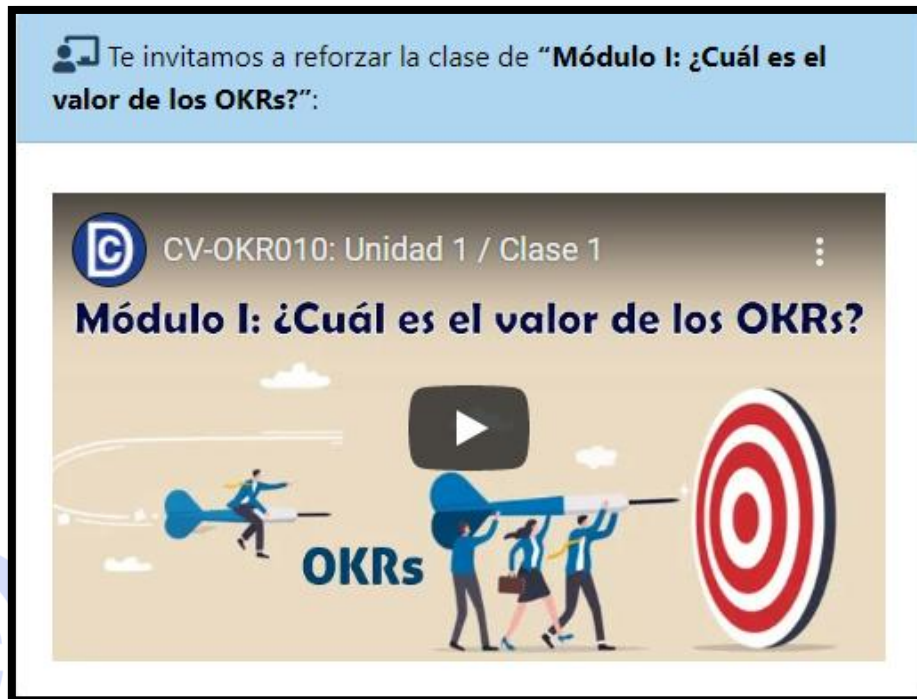 Te invitamos a reforzar la clase de “Módulo I: ¿Cuál es el
valor de los OKRs?”:
DC
CV-OKR010: Unidad 1 / Clase 1
Módulo I: ¿Cuál es el valor de los OKRs?
OKRs